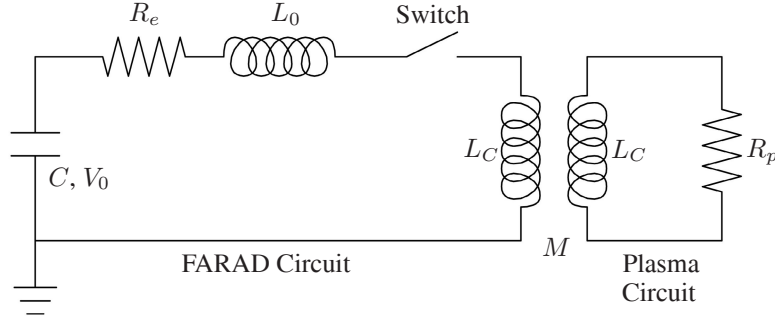 R_e
L_0
Switch
C, V_0
L_C
L_C
R_p
M
FARAD Circuit
Plasma
Circuit